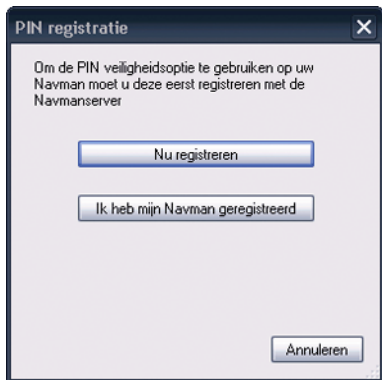 PIN registratie
Om de PIN veiligheidsoptie te gebruiken op uw
Navman moet u deze eerst registreren met de
Navmanserver
Nu registreren
Ik heb mijn Navman geregistreerd
Annuleren